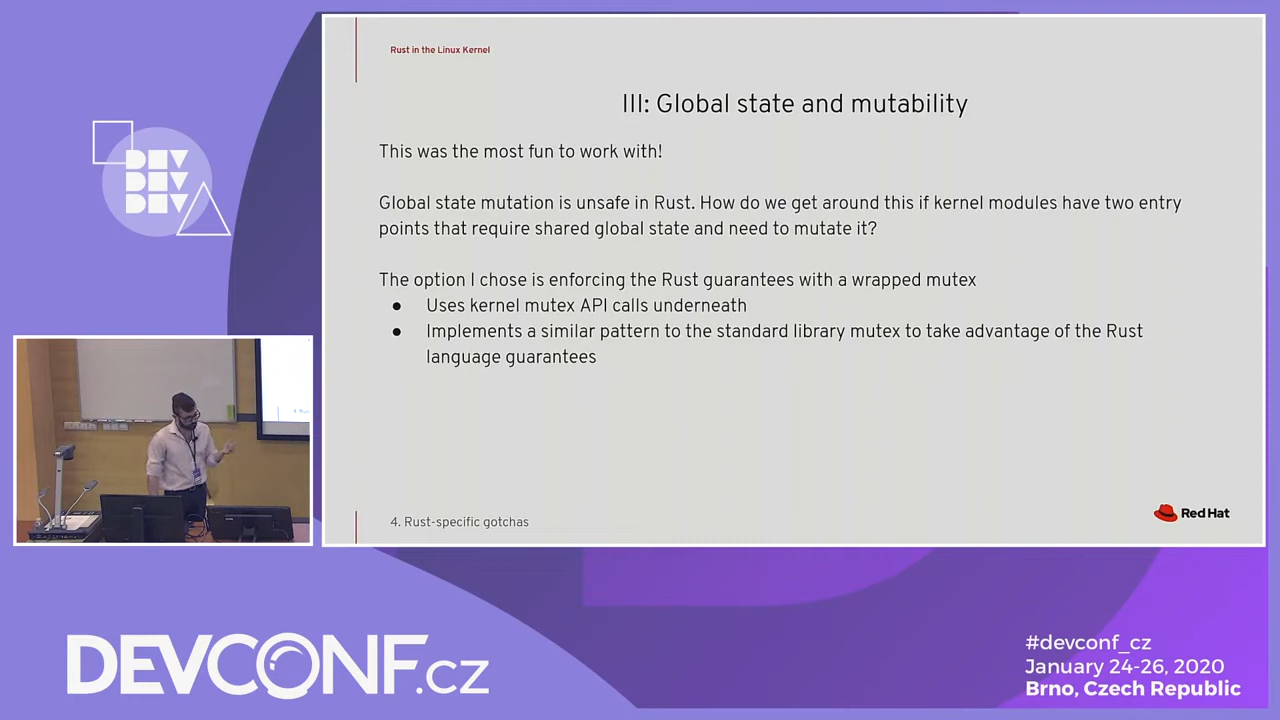 Rust in the Linux Kernel
III: Global state and mutability
This was the most fun to work with!
Global state mutation is unsafe in Rust. How do we get around this if kernel modules have two entry
points that require shared global state and need to mutate it?
The option I chose is enforcing the Rust guarantees with a wrapped mutex
● Uses kernel mutex API calls underneath
● Implements a similar pattern to the standard library mutex to take advantage of the Rust
language guarantees
4. Rust-specific gotchas
Red Hat
DEV
DEV
DEV
DEVCONF.cz
#devconf_cz
January 24-26, 2020
Brno, Czech Republic